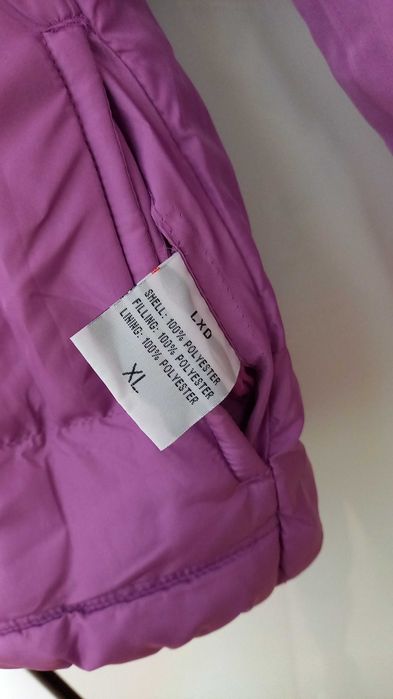 LXD
SHELL: 100% POLYESTER
FILLING: 100% POLYESTER
LINING: 100% POLYESTER
XL